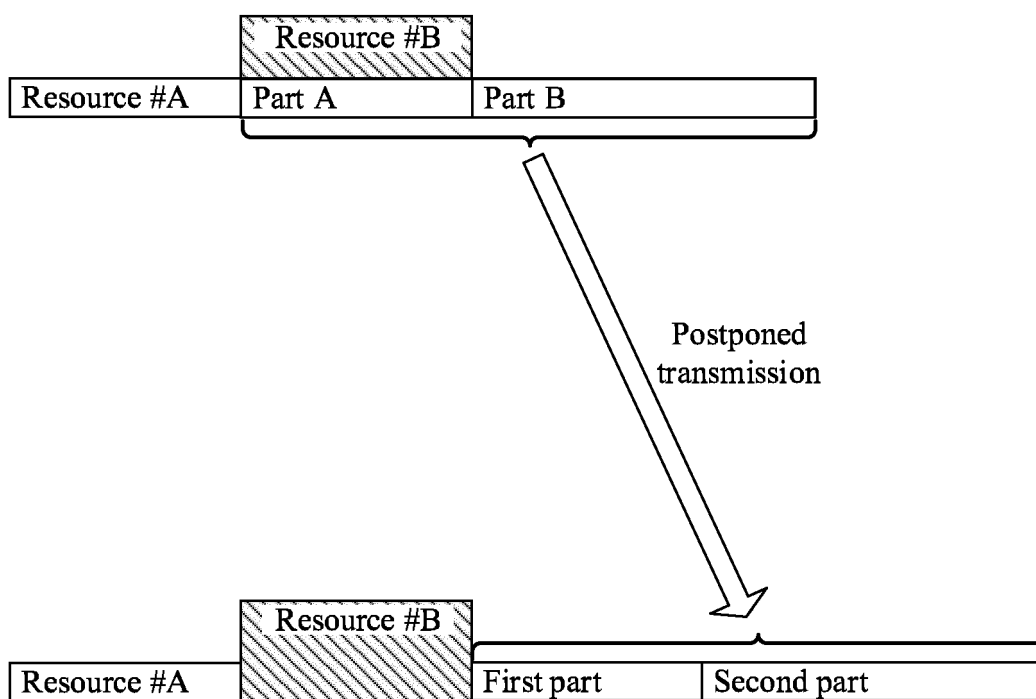 Resource #B
Resource #A
Part A
Part B
Postponed
transmission
Resource #B
Resource #A
First part
Second part